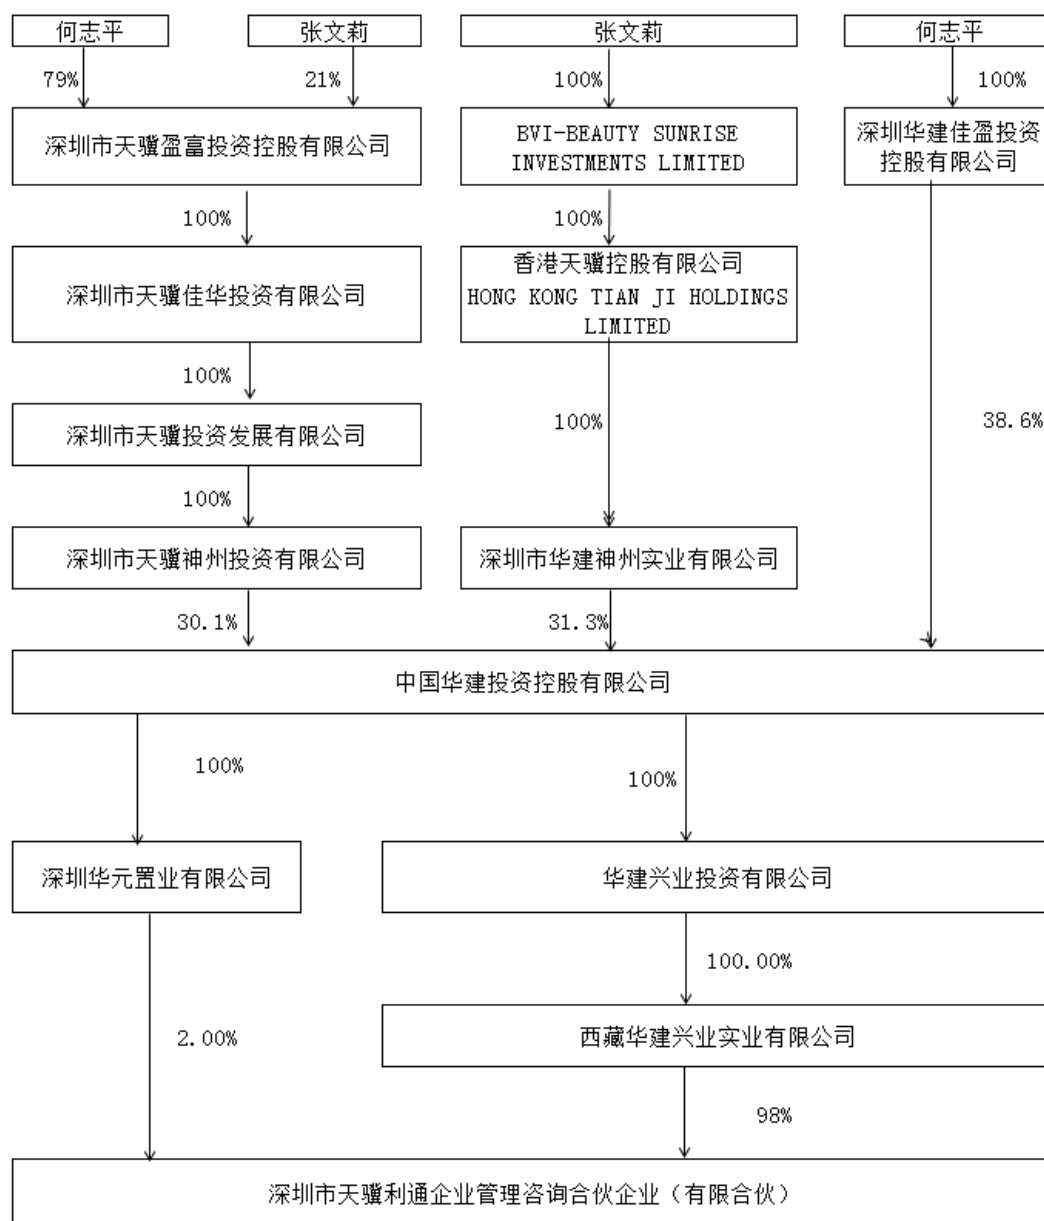 何志平
张文莉
张文莉
何志平
79%
21%
100%
100%
深圳市天骥盈富投资控股有限公司
BVI-BEAUTY SUNRISE
INVESTMENTS LIMITED
深圳华建佳盈投资
控股有限公司
100%
100%
深圳市天骥佳华投资有限公司
香港天骥控股有限公司
HONG KONG TIAN JI HOLDINGS
LIMITED
100%
100%
38.6%
深圳市天骥投资发展有限公司
100%
深圳市天骥神州投资有限公司
深圳市华建神州实业有限公司
30.1%
31.3%
中国华建投资控股有限公司
100%
100%
深圳华元置业有限公司
华建兴业投资有限公司
100.00%
2.00%
西藏华建兴业实业有限公司
98%
深圳市天骥利通企业管理咨询合伙企业（有限合伙）